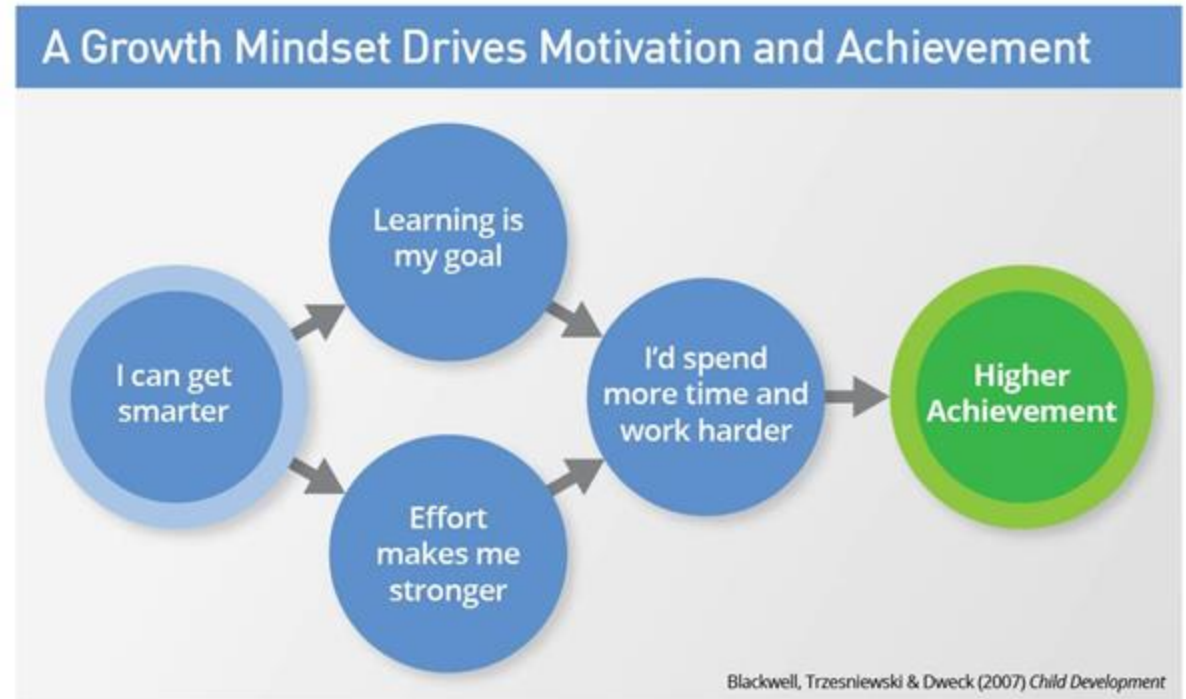 A Growth Mindset Drives Motivation and Achievement
Learning is
my goal
I can get
smarter
I'd spend
more time and
work harder
Higher
Achievement
Effort
makes me
stronger
Blackwell, Trzesniewski & Dweck (2007) Child Development